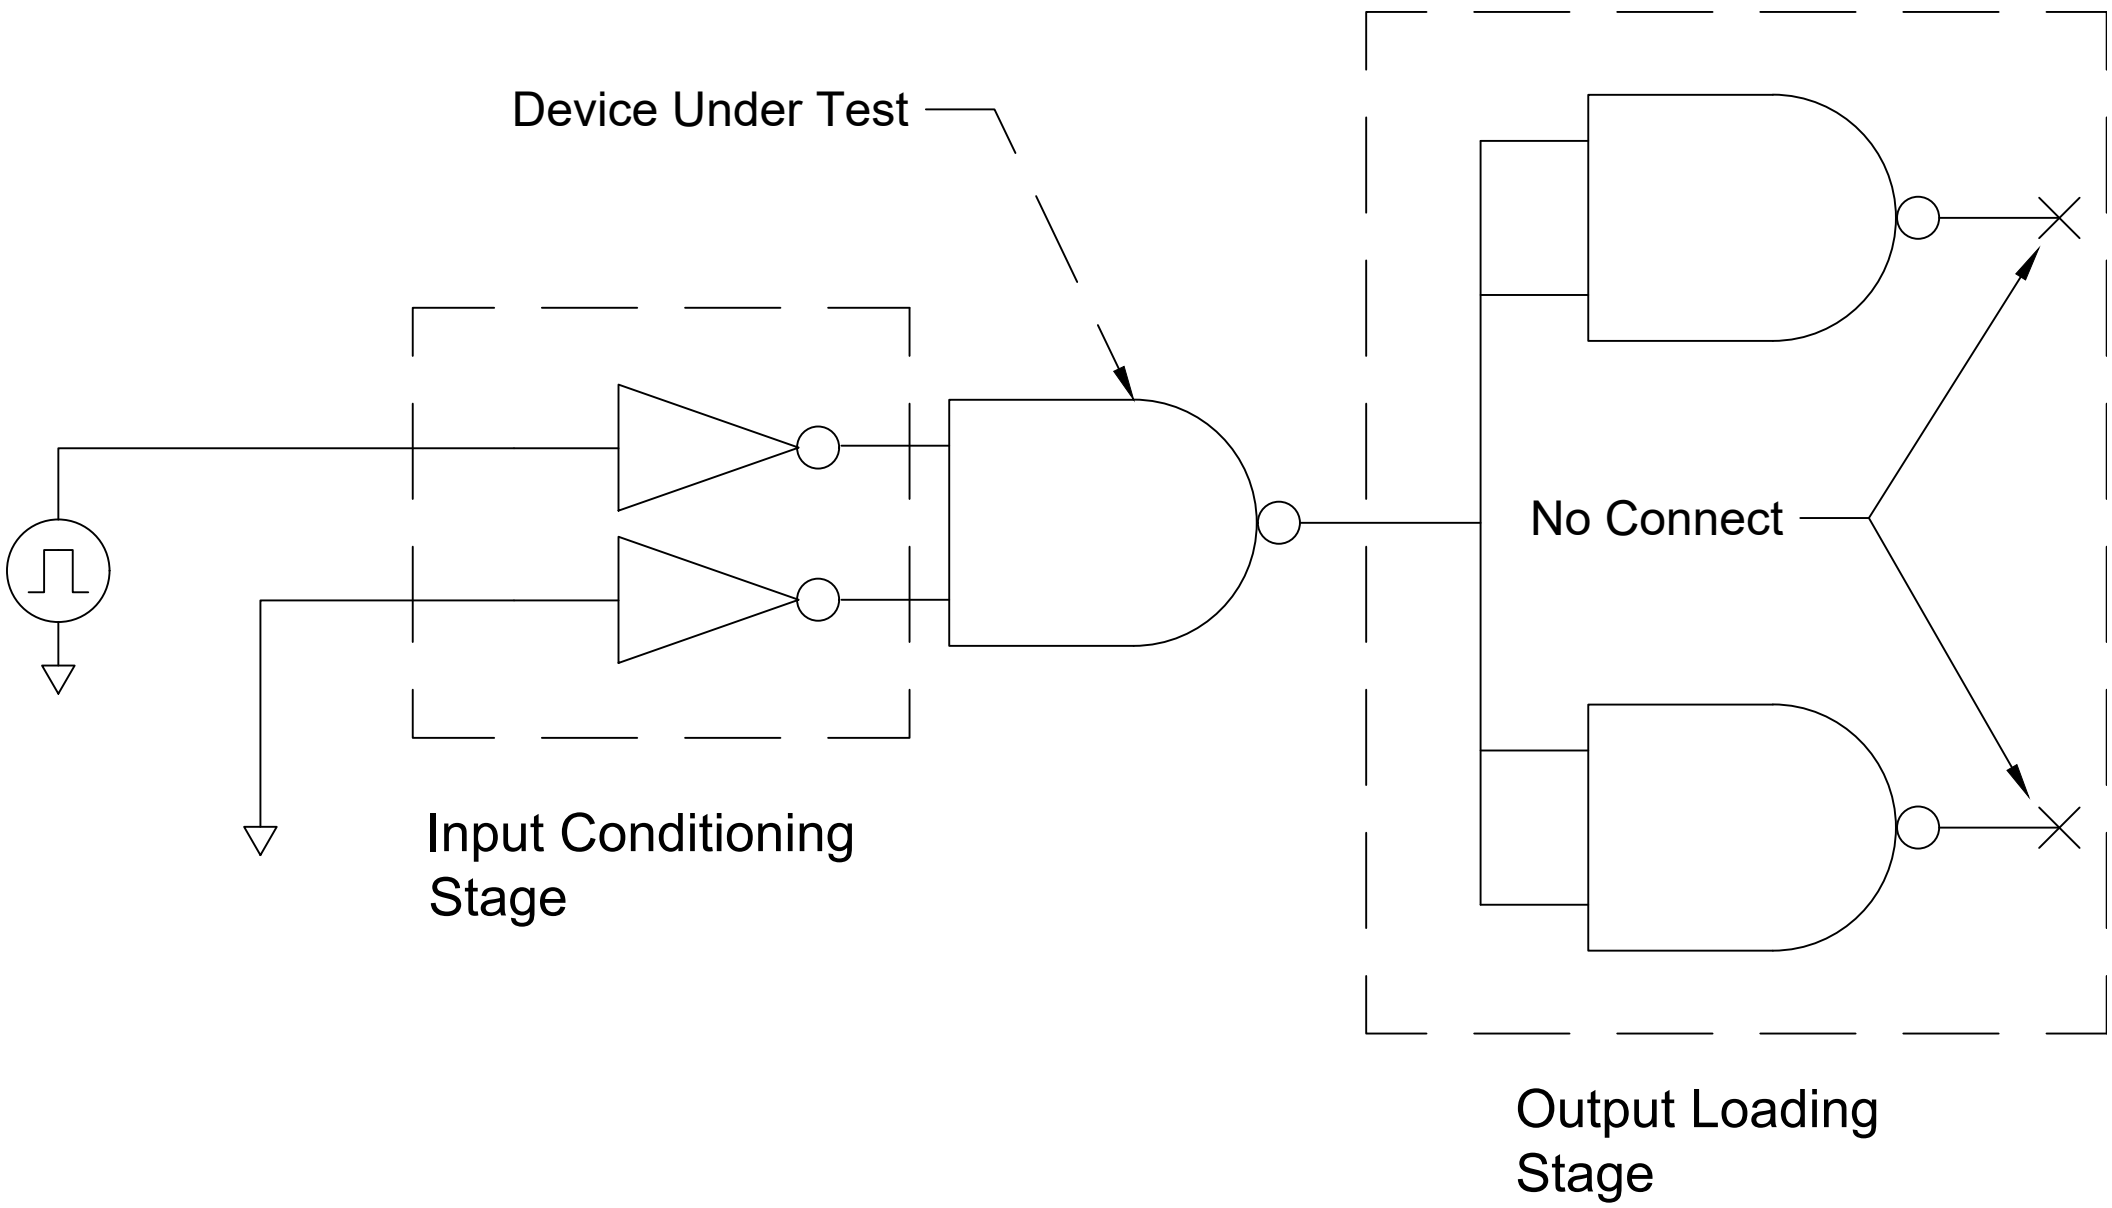 Device Under Test
No Connect
Input Conditioning
Stage
Output Loading
Stage